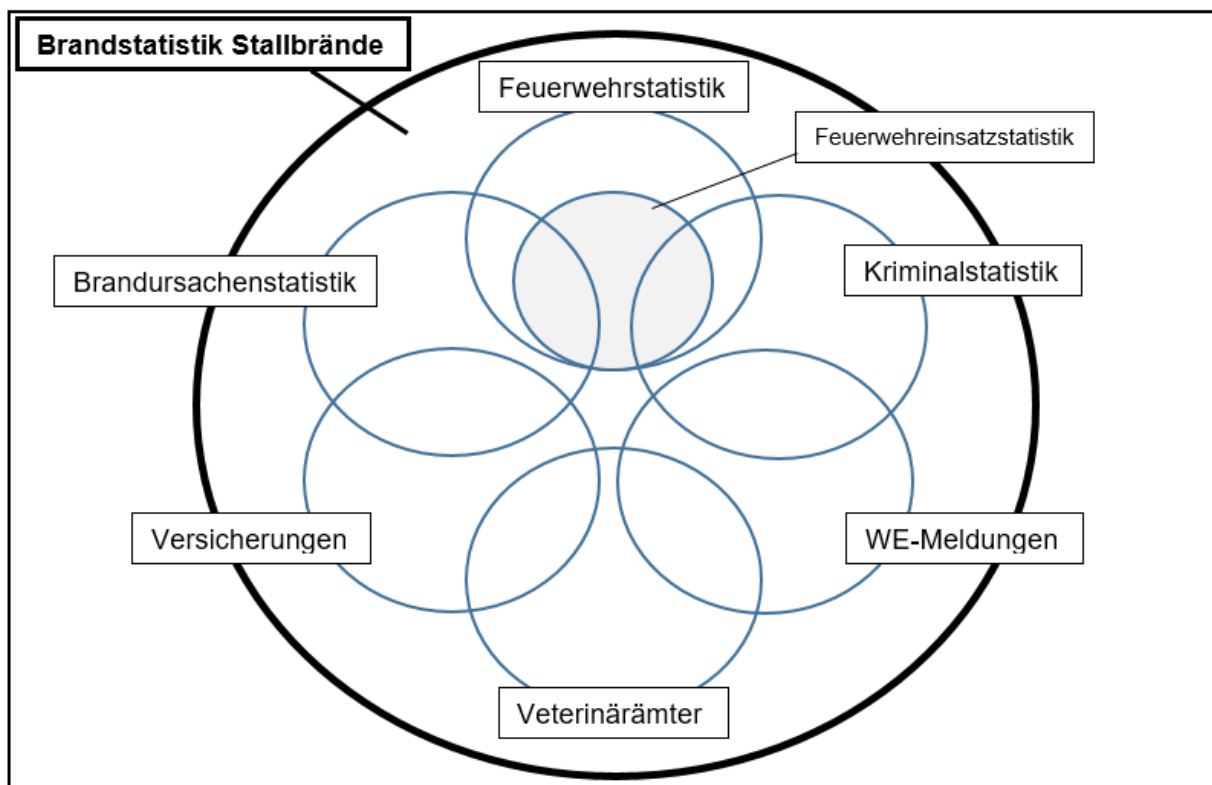 Brandstatistik Stallbrände
Feuerwehrstatistik
Feuerwehreinsatzstatistik
Brandursachenstatistik
Kriminalstatistik
Versicherungen
WE-Meldungen
Veterinärämter